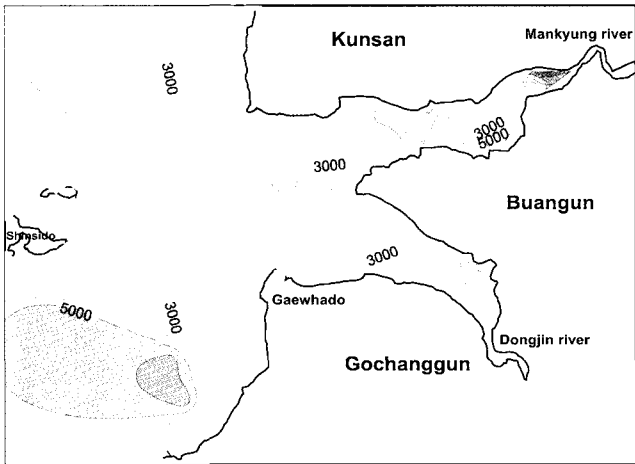 Kunsan
Mankyung river
3000
3000
5000
3000
Buangun
Shinsido
3000
Gaewhado
5000
3000
Dongjin river
Gochanggun